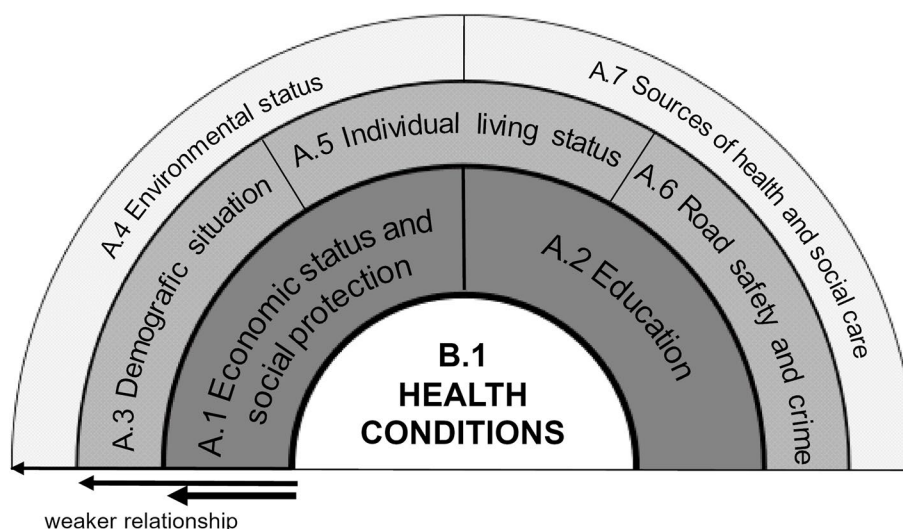 A.4 Environmental status
A.7 Sources of health and social care
A.3 Demografic situation
A.5 Individual living status
A.6 Road safety and crime
A.1 Economic status and
social protection
A.2 Education
B.1
HEALTH
CONDITIONS
weaker relationship